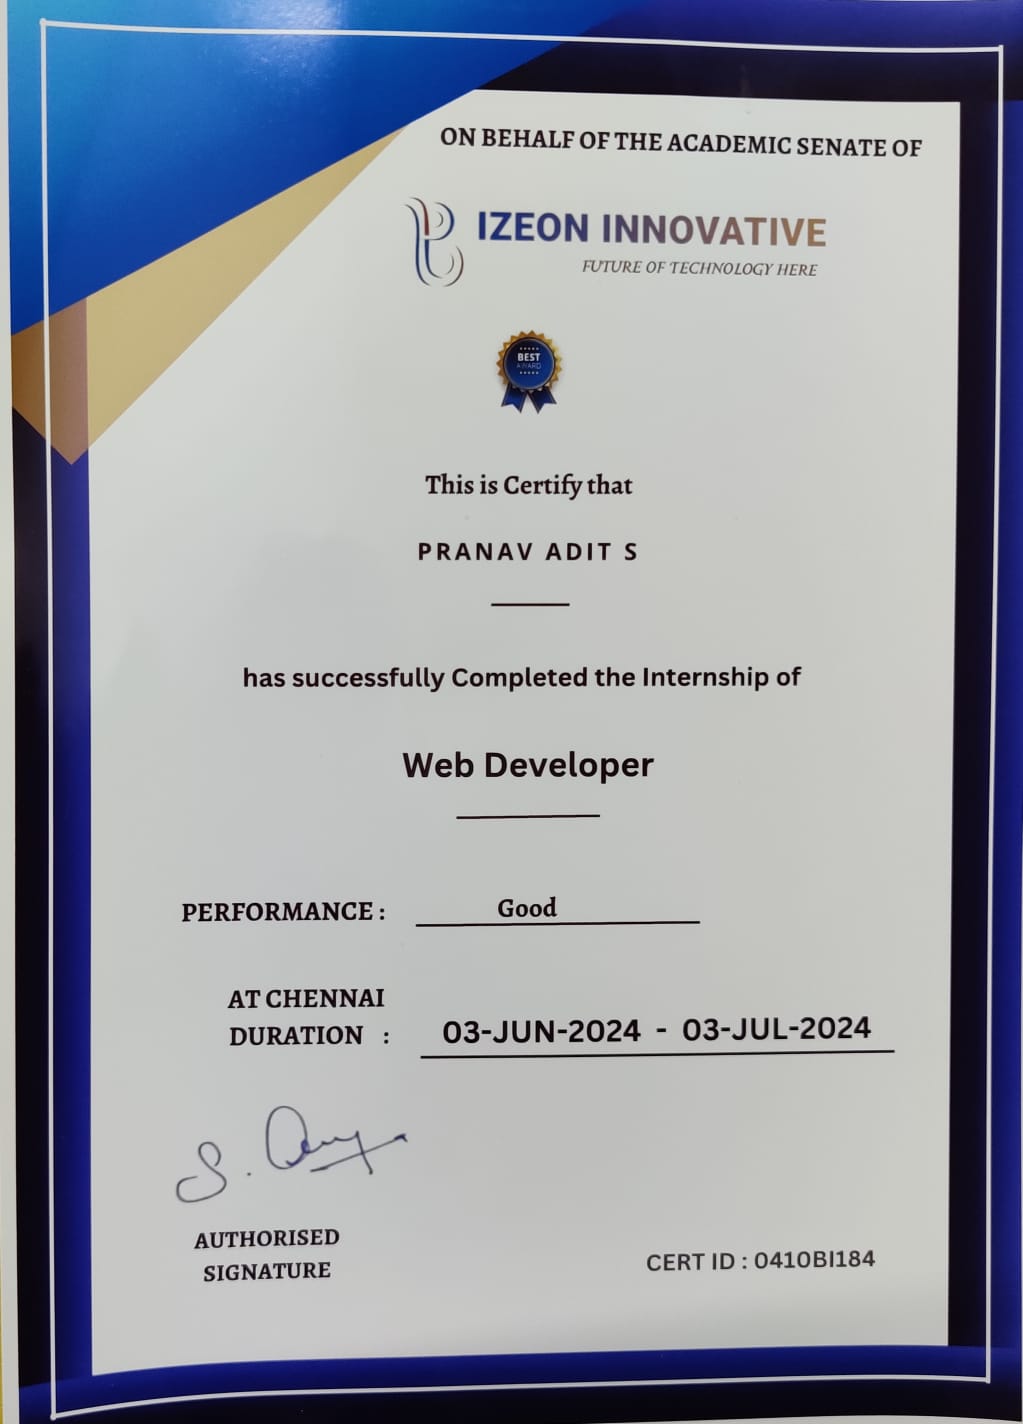 ON BEHALF OF THE ACADEMIC SENATE OF
IZEON INNOVATIVE
FUTURE OF TECHNOLOGY HERE
BEST
AWARD
This is Certify that
PRANAV ADIT S
has successfully Completed the Internship of
Web Developer
PERFORMANCE : Good
AT CHENNAI
DURATION : 03-JUN-2024 - 03-JUL-2024
AUTHORISED
SIGNATURE
CERT ID : 0410BI184